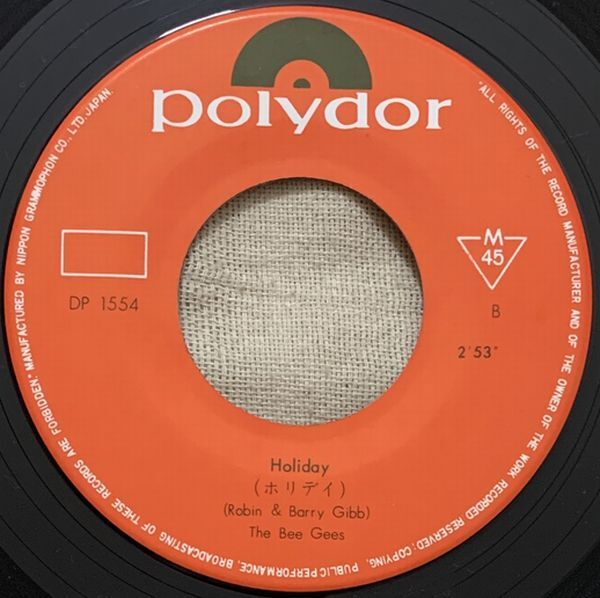 polydor
"ALL RIGHTS OF THE RECORD MANUFACTURER AND OF THE OWNER OF THE WORK RECORDED RESERVED: COPYING, PUBLIC PERFORMANCE, BROADCASTING OF THESE RECORDS ARE FORBIDDEN." MANUFACTURED BY NIPPON GRAMMOPHON CO., LTD. JAPAN.
M
45
DP 1554
B
2'53"
Holiday
(ホリデイ)
(Robin & Barry Gibb)
The Bee Gees